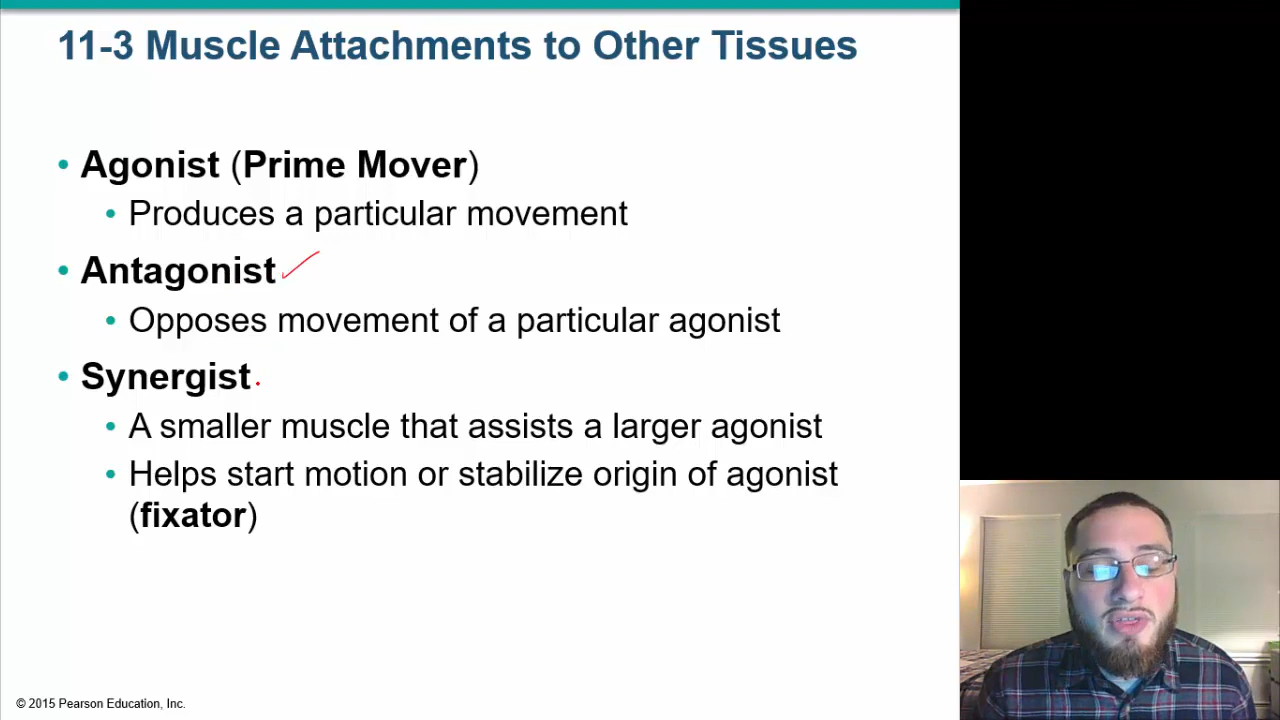 11-3 Muscle Attachments to Other Tissues
• Agonist (Prime Mover)
• Produces a particular movement
• Antagonist
• Opposes movement of a particular agonist
• Synergist
• A smaller muscle that assists a larger agonist
• Helps start motion or stabilize origin of agonist
(fixator)
© 2015 Pearson Education, Inc.